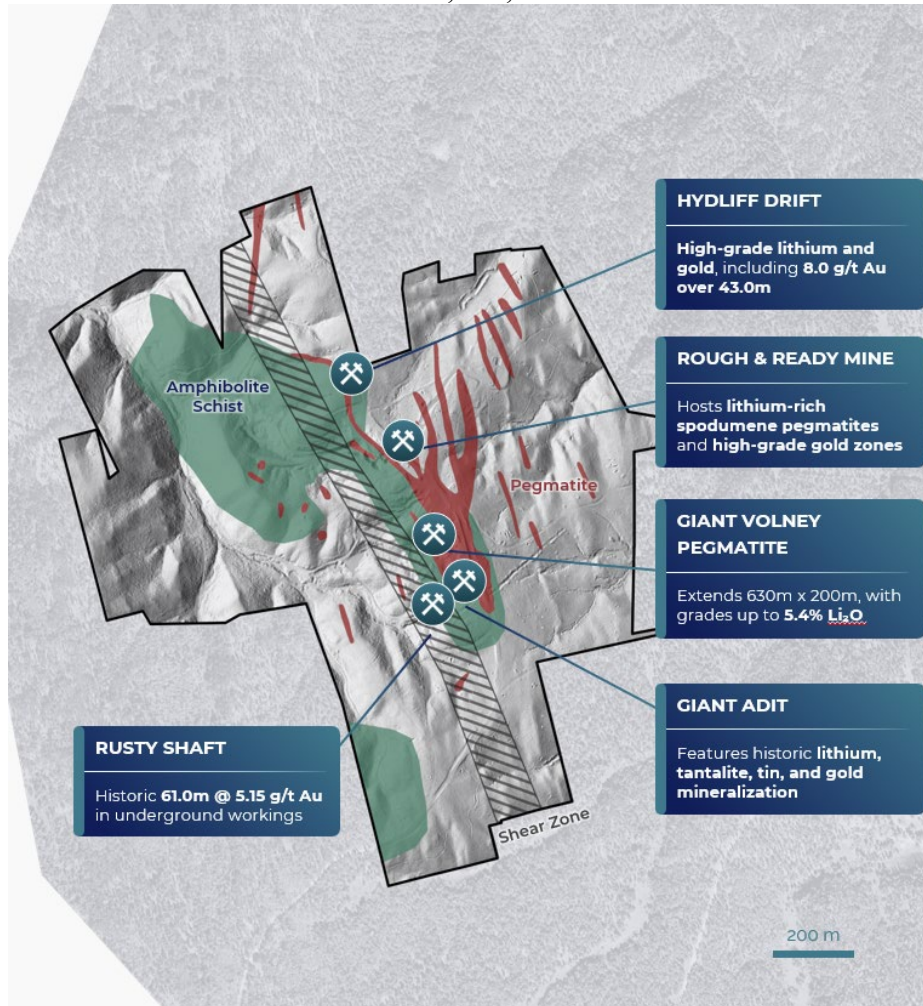 HYDLIFF DRIFT
High-grade lithium and
gold, including 8.0 g/t Au
over 43.0m
ROUGH & READY MINE
Hosts lithium-rich
spodumene pegmatites
and high-grade gold zones
Amphibolite
Schist
Pegmatite
GIANT VOLNEY
PEGMATITE
Extends 630m x 200m, with
grades up to 5.4% Li₂O
GIANT ADIT
Features historic lithium,
tantalite, tin, and gold
mineralization
RUSTY SHAFT
Historic 61.0m @ 5.15 g/t Au
in underground workings
Shear Zone
200 m